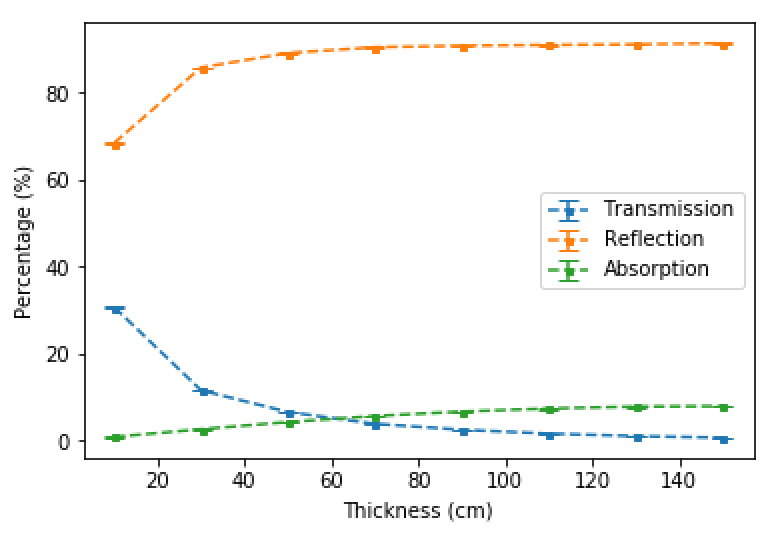 80
60
40
20
0
Percentage (%)
Transmission
Reflection
Absorption
20 40 60 80 100 120 140
Thickness (cm)